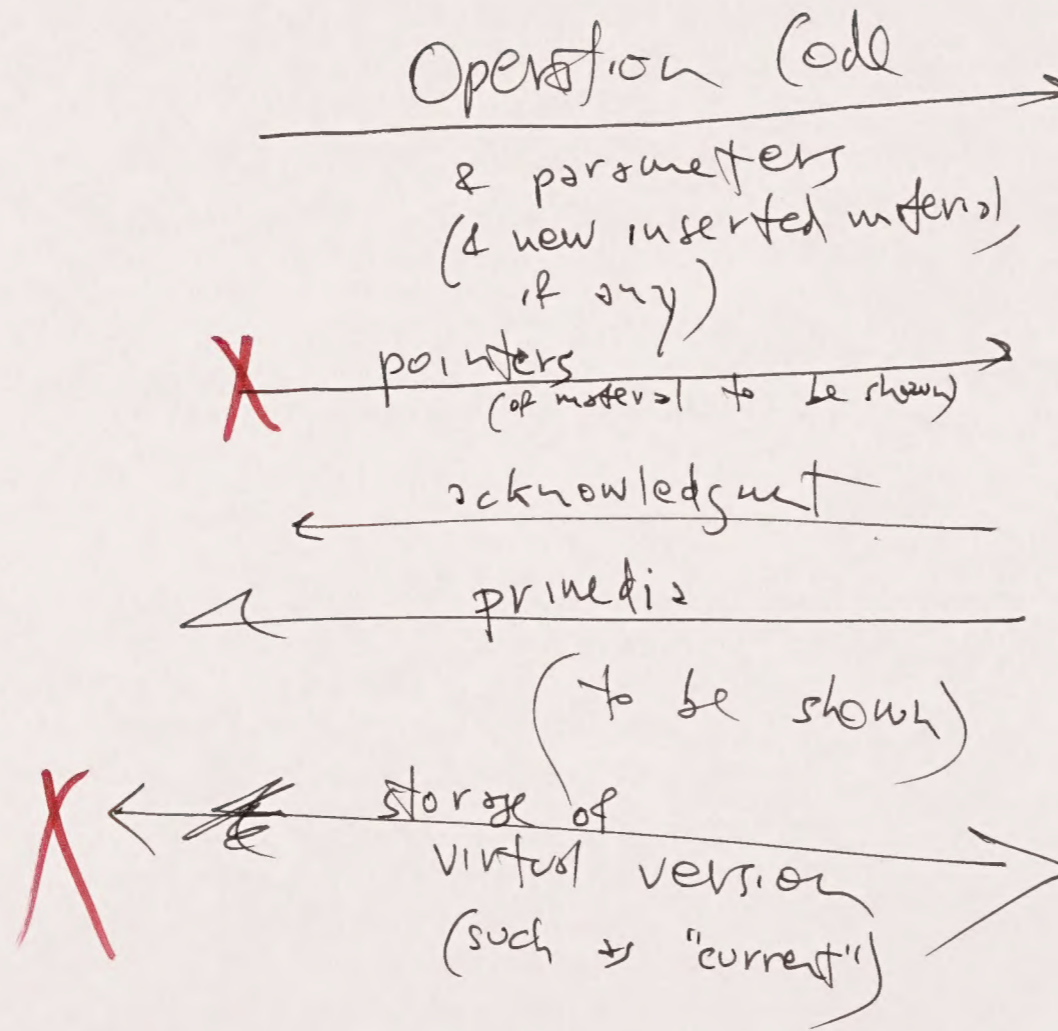 Operation Code
& parameters
(& new inserted material,
if any)
pointers
(of material to be shown)
acknowledgment
primedia
(to be shown)
storage of
virtual version
(such as "current")